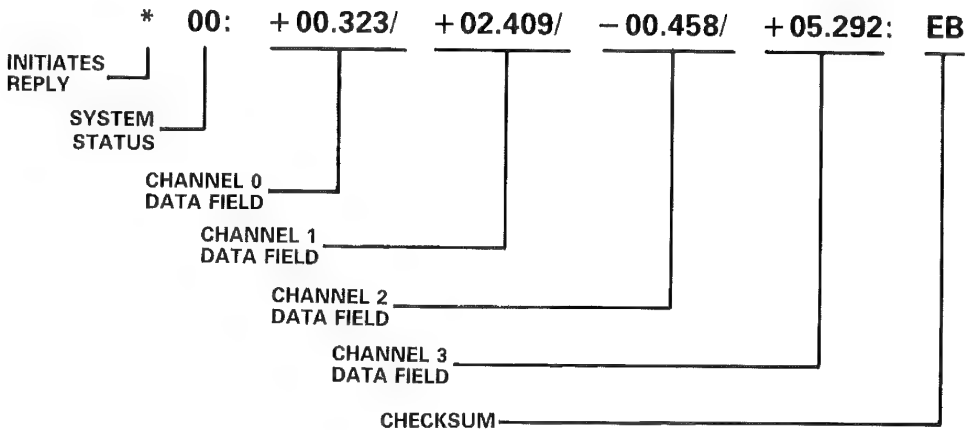 * 00: +00.323/ +02.409/ −00.458/ +05.292: EB
INITIATES
REPLY
SYSTEM
STATUS
CHANNEL 0
DATA FIELD
CHANNEL 1
DATA FIELD
CHANNEL 2
DATA FIELD
CHANNEL 3
DATA FIELD
CHECKSUM